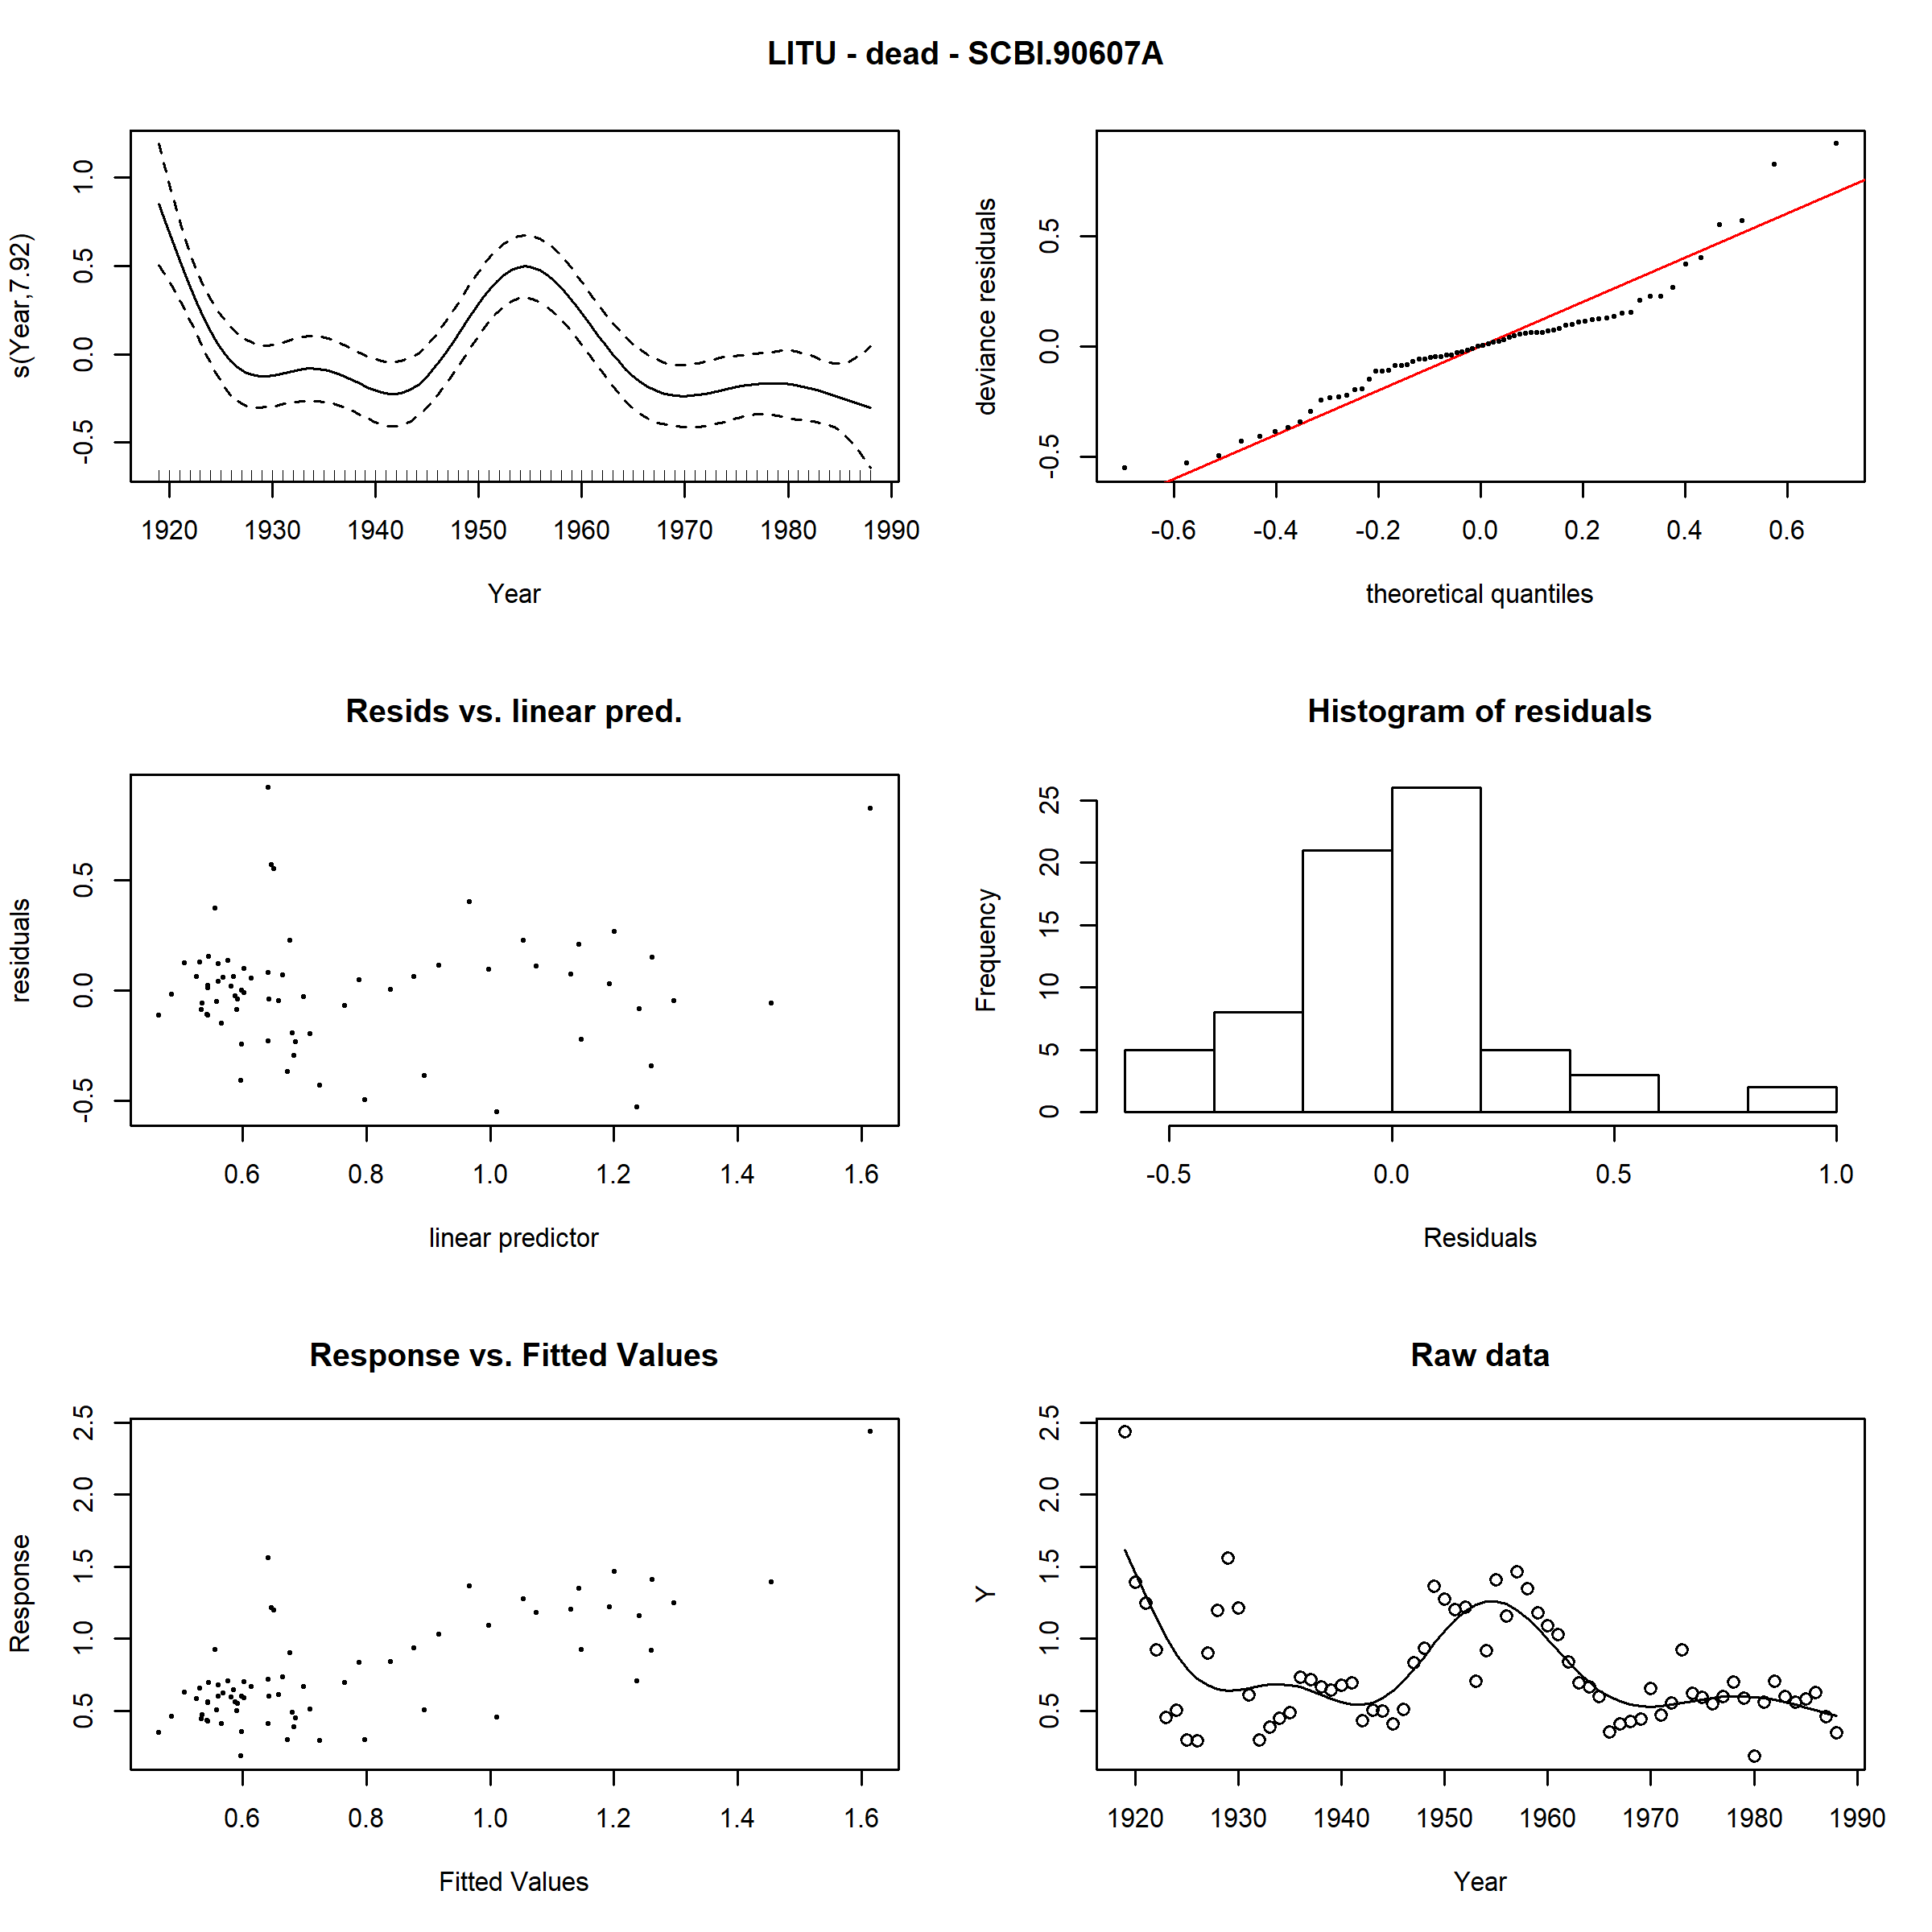 LITU - dead - SCBI.90607A
s(Year,7.92)
1.0
0.5
0.0
-0.5
1920 1930 1940 1950 1960 1970 1980 1990
Year
deviance residuals
0.5
0.0
-0.5
-0.6 -0.4 -0.2 0.0 0.2 0.4 0.6
theoretical quantiles
Resids vs. linear pred.
residuals
0.5
0.0
-0.5
0.6 0.8 1.0 1.2 1.4 1.6
linear predictor
Histogram of residuals
Frequency
25
20
15
10
5
0
-0.5 0.0 0.5 1.0
Residuals
Response vs. Fitted Values
Response
2.5
2.0
1.5
1.0
0.5
0.6 0.8 1.0 1.2 1.4 1.6
Fitted Values
Raw data
Y
2.5
2.0
1.5
1.0
0.5
1920 1930 1940 1950 1960 1970 1980 1990
Year